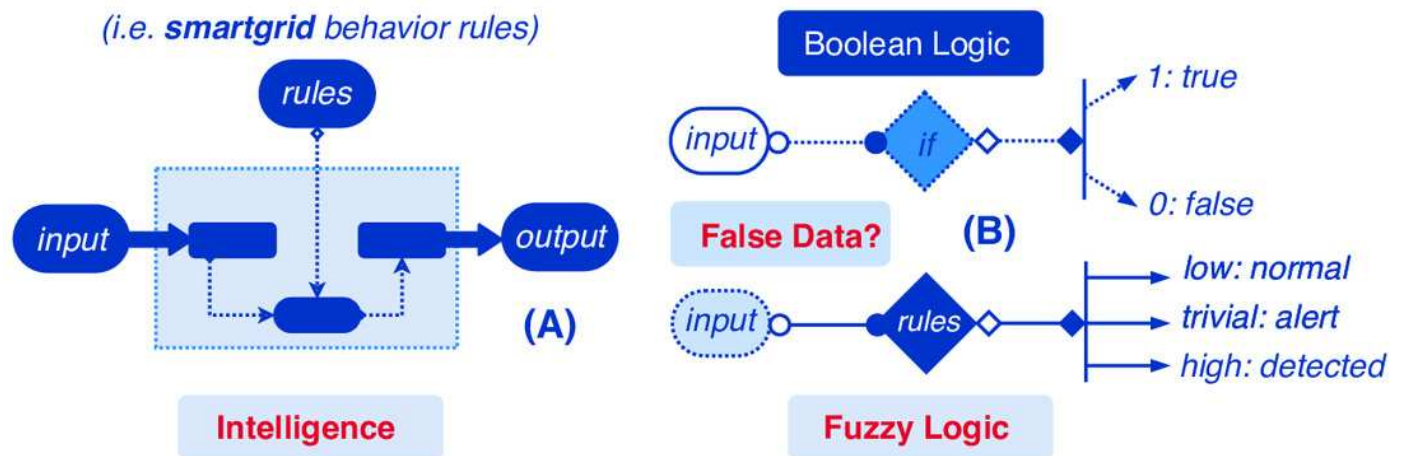 (i.e. smartgrid behavior rules)
rules
input
output
(A)
Intelligence
Boolean Logic
input
if
1: true
0: false
False Data?
(B)
input
rules
low: normal
trivial: alert
high: detected
Fuzzy Logic